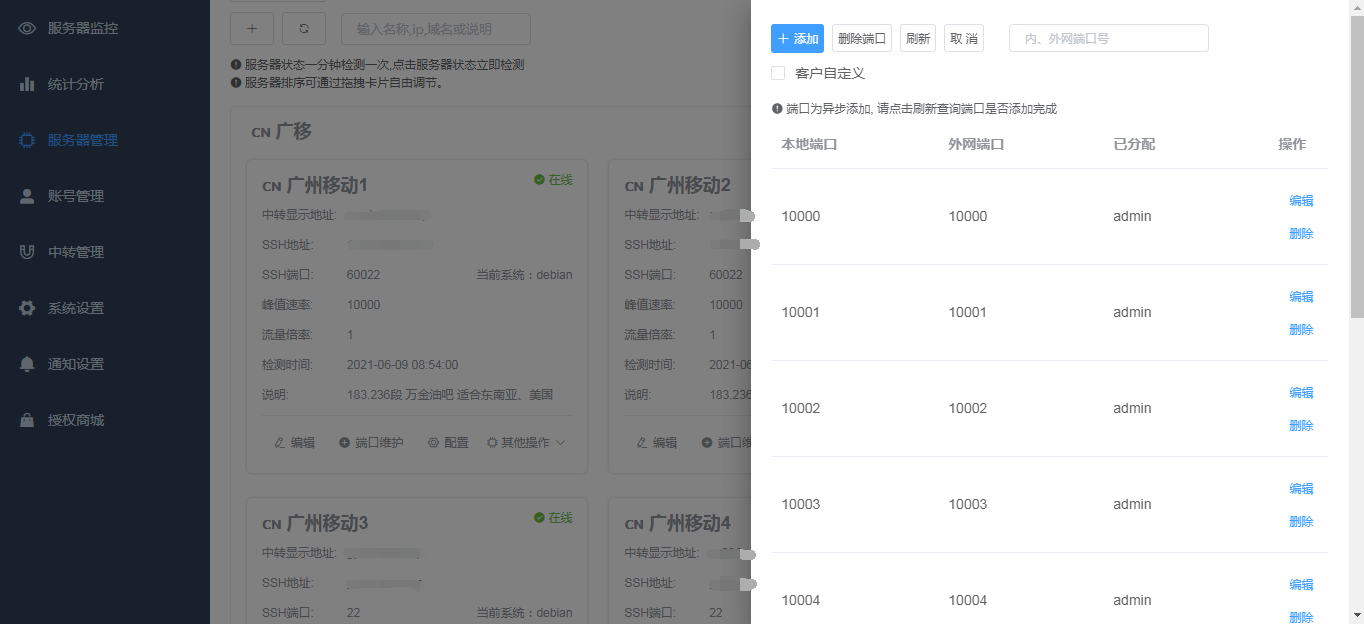 服务器监控
统计分析
服务器管理
账号管理
中转管理
系统设置
通知设置
授权商城
输入名称,ip,域名或说明
服务器状态一分钟检测一次,点击服务器状态立即检测
服务器排序可通过拖拽卡片自由调节。
CN 广移
CN 广州移动1
在线
中转显示地址:
SSH地址:
SSH端口: 60022 当前系统：debian
峰值速率: 10000
流量倍率: 1
检测时间: 2021-06-09 08:54:00
说明: 183.236段 万金油吧 适合东南亚、美国
编辑 端口维护 配置 其他操作
CN 广州移动2
中转显示地址:
SSH地址:
SSH端口: 60022
峰值速率: 10000
流量倍率: 1
检测时间: 2021-06
说明: 183.236
编辑 端口维
CN 广州移动3
在线
中转显示地址:
SSH地址:
SSH端口: 22 当前系统：debian
CN 广州移动4
中转显示地址:
SSH地址:
SSH端口: 22
添加 删除端口 刷新 取 消 内、外网端口号
客户自定义
端口为异步添加, 请点击刷新查询端口是否添加完成
本地端口 外网端口 已分配 操作
10000 10000 admin 编辑
删除
10001 10001 admin 编辑
删除
10002 10002 admin 编辑
删除
10003 10003 admin 编辑
删除
10004 10004 admin 编辑
删除